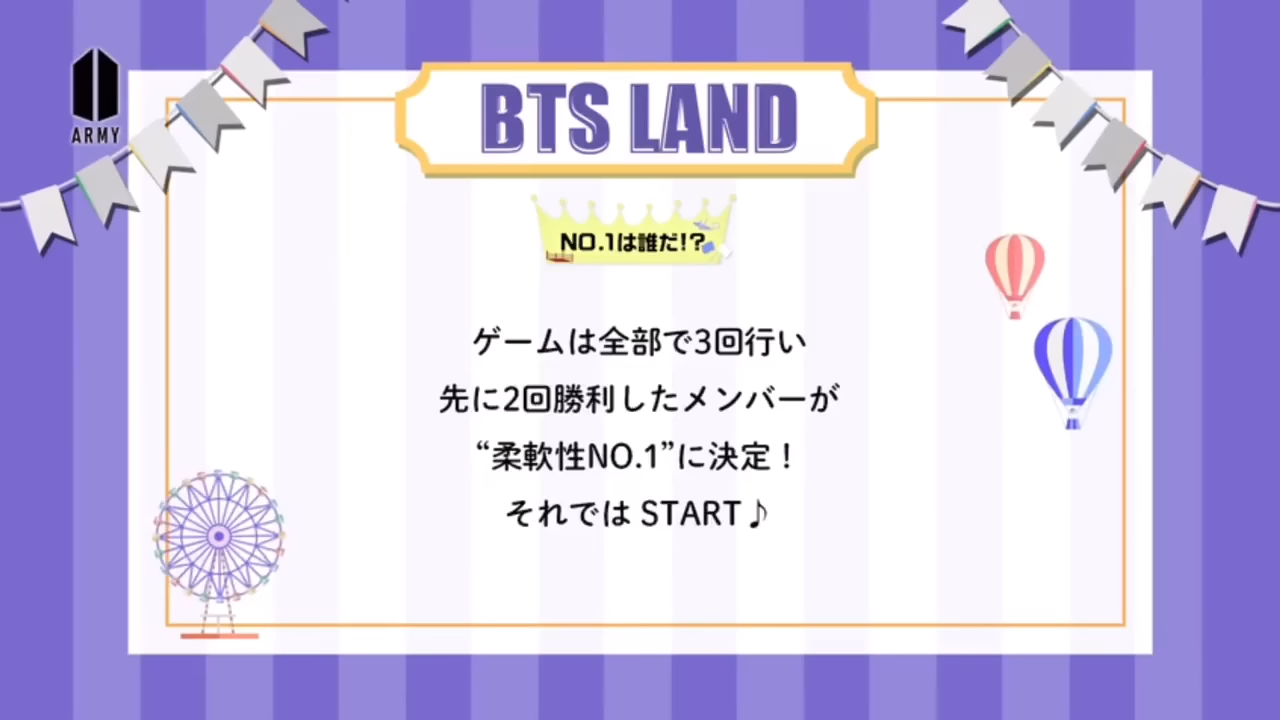 ARMY
BTS LAND
NO.1は誰だ!?
ゲームは全部で3回行い
先に2回勝利したメンバーが
“柔軟性NO.1”に決定！
それでは START♪